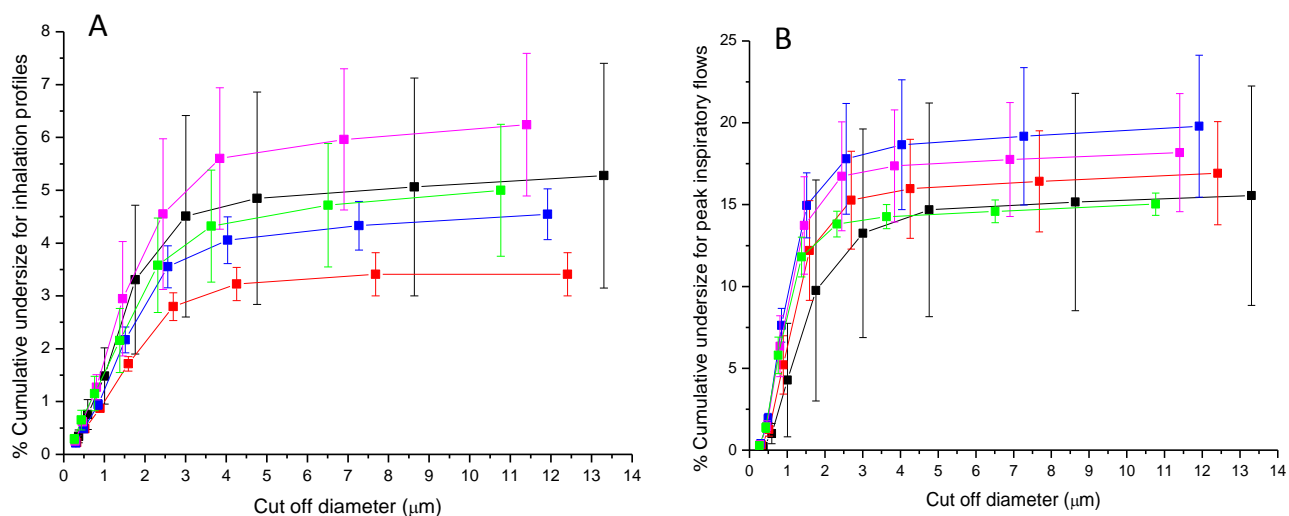 A
% Cumulative undersize for inhalation profiles
8
7
6
5
4
3
2
1
0
0 1 2 3 4 5 6 7 8 9 10 11 12 13 14
Cut off diameter (μm)
B
% Cumulative undersize for peak inspiratory flows
25
20
15
10
5
0
0 1 2 3 4 5 6 7 8 9 10 11 12 13 14
Cut off diameter (μm)